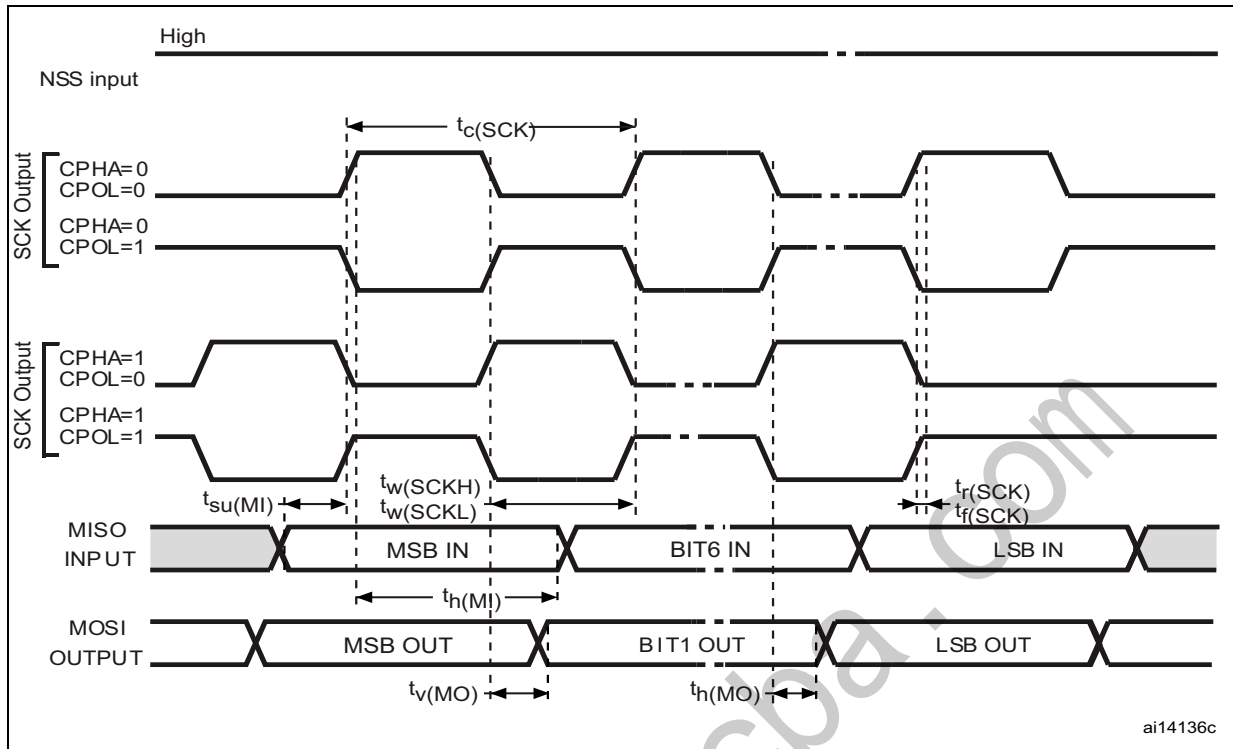 High
NSS input
tc(SCK)
SCK Output
CPHA=0
CPOL=0
CPHA=0
CPOL=1
SCK Output
CPHA=1
CPOL=0
CPHA=1
CPOL=1
tsu(MI)
tw(SCKH)
tw(SCKL)
tr(SCK)
tf(SCK)
MISO
INPUT
MSB IN
BIT6 IN
LSB IN
th(MI)
MOSI
OUTPUT
MSB OUT
BIT1 OUT
LSB OUT
tv(MO)
th(MO)
ai14136c
cba.com